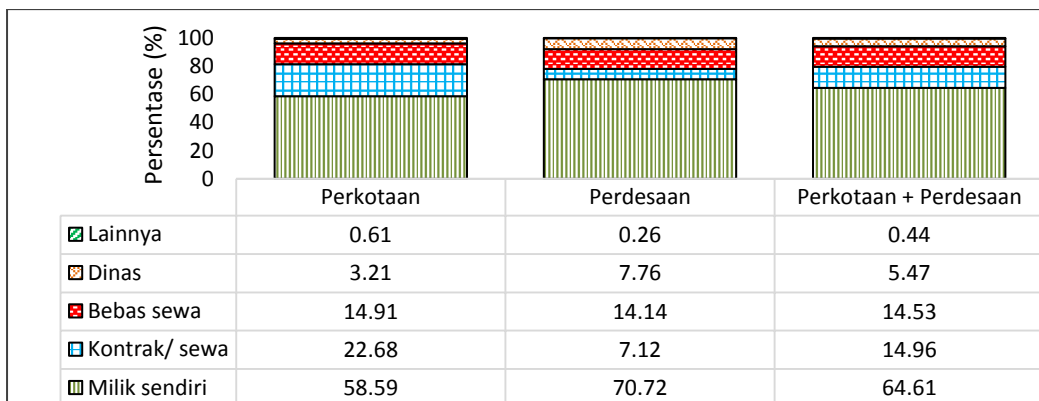 Persentase (%)
100
80
60
40
20
0
Perkotaan Perdesaan Perkotaan + Perdesaan
Lainnya 0.61 0.26 0.44
Dinas 3.21 7.76 5.47
Bebas sewa 14.91 14.14 14.53
Kontrak/ sewa 22.68 7.12 14.96
Milik sendiri 58.59 70.72 64.61